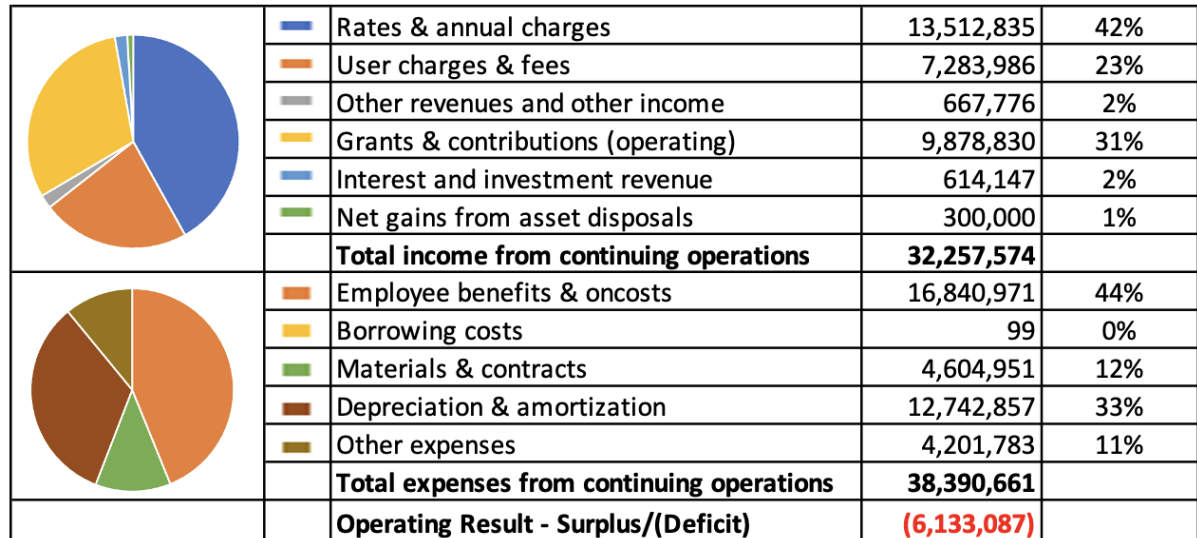 Rates & annual charges 13,512,835 42%
User charges & fees 7,283,986 23%
Other revenues and other income 667,776 2%
Grants & contributions (operating) 9,878,830 31%
Interest and investment revenue 614,147 2%
Net gains from asset disposals 300,000 1%
Total income from continuing operations 32,257,574
Employee benefits & oncosts 16,840,971 44%
Borrowing costs 99 0%
Materials & contracts 4,604,951 12%
Depreciation & amortization 12,742,857 33%
Other expenses 4,201,783 11%
Total expenses from continuing operations 38,390,661
Operating Result - Surplus/(Deficit) (6,133,087)